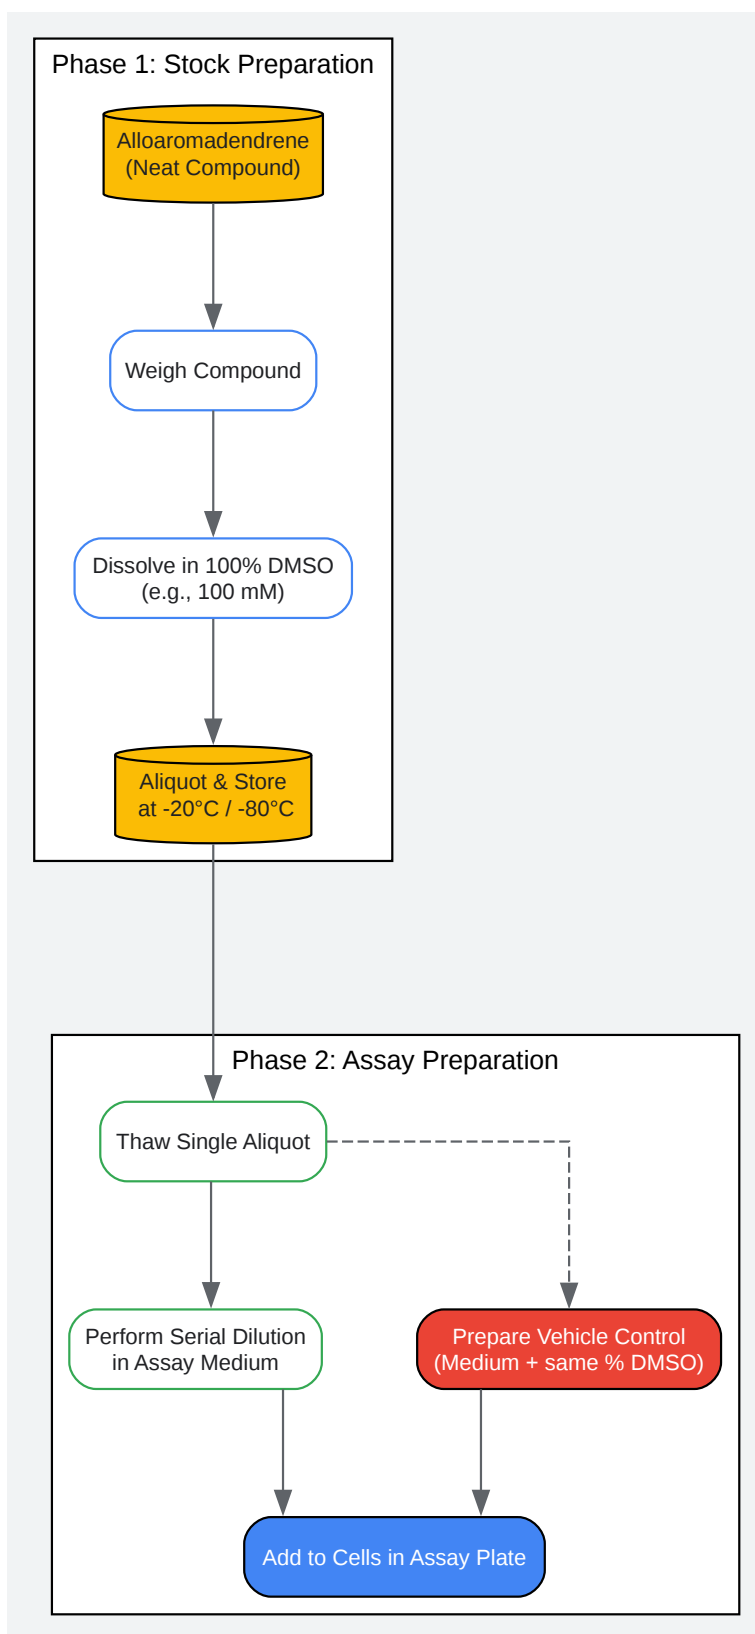 Phase 1: Stock Preparation
Alloaromadendrene
(Neat Compound)
Weigh Compound
Dissolve in 100% DMSO
(e.g., 100 mM)
Aliquot & Store
at -20°C / -80°C
Phase 2: Assay Preparation
Thaw Single Aliquot
Perform Serial Dilution
in Assay Medium
Prepare Vehicle Control
(Medium + same % DMSO)
Add to Cells in Assay Plate